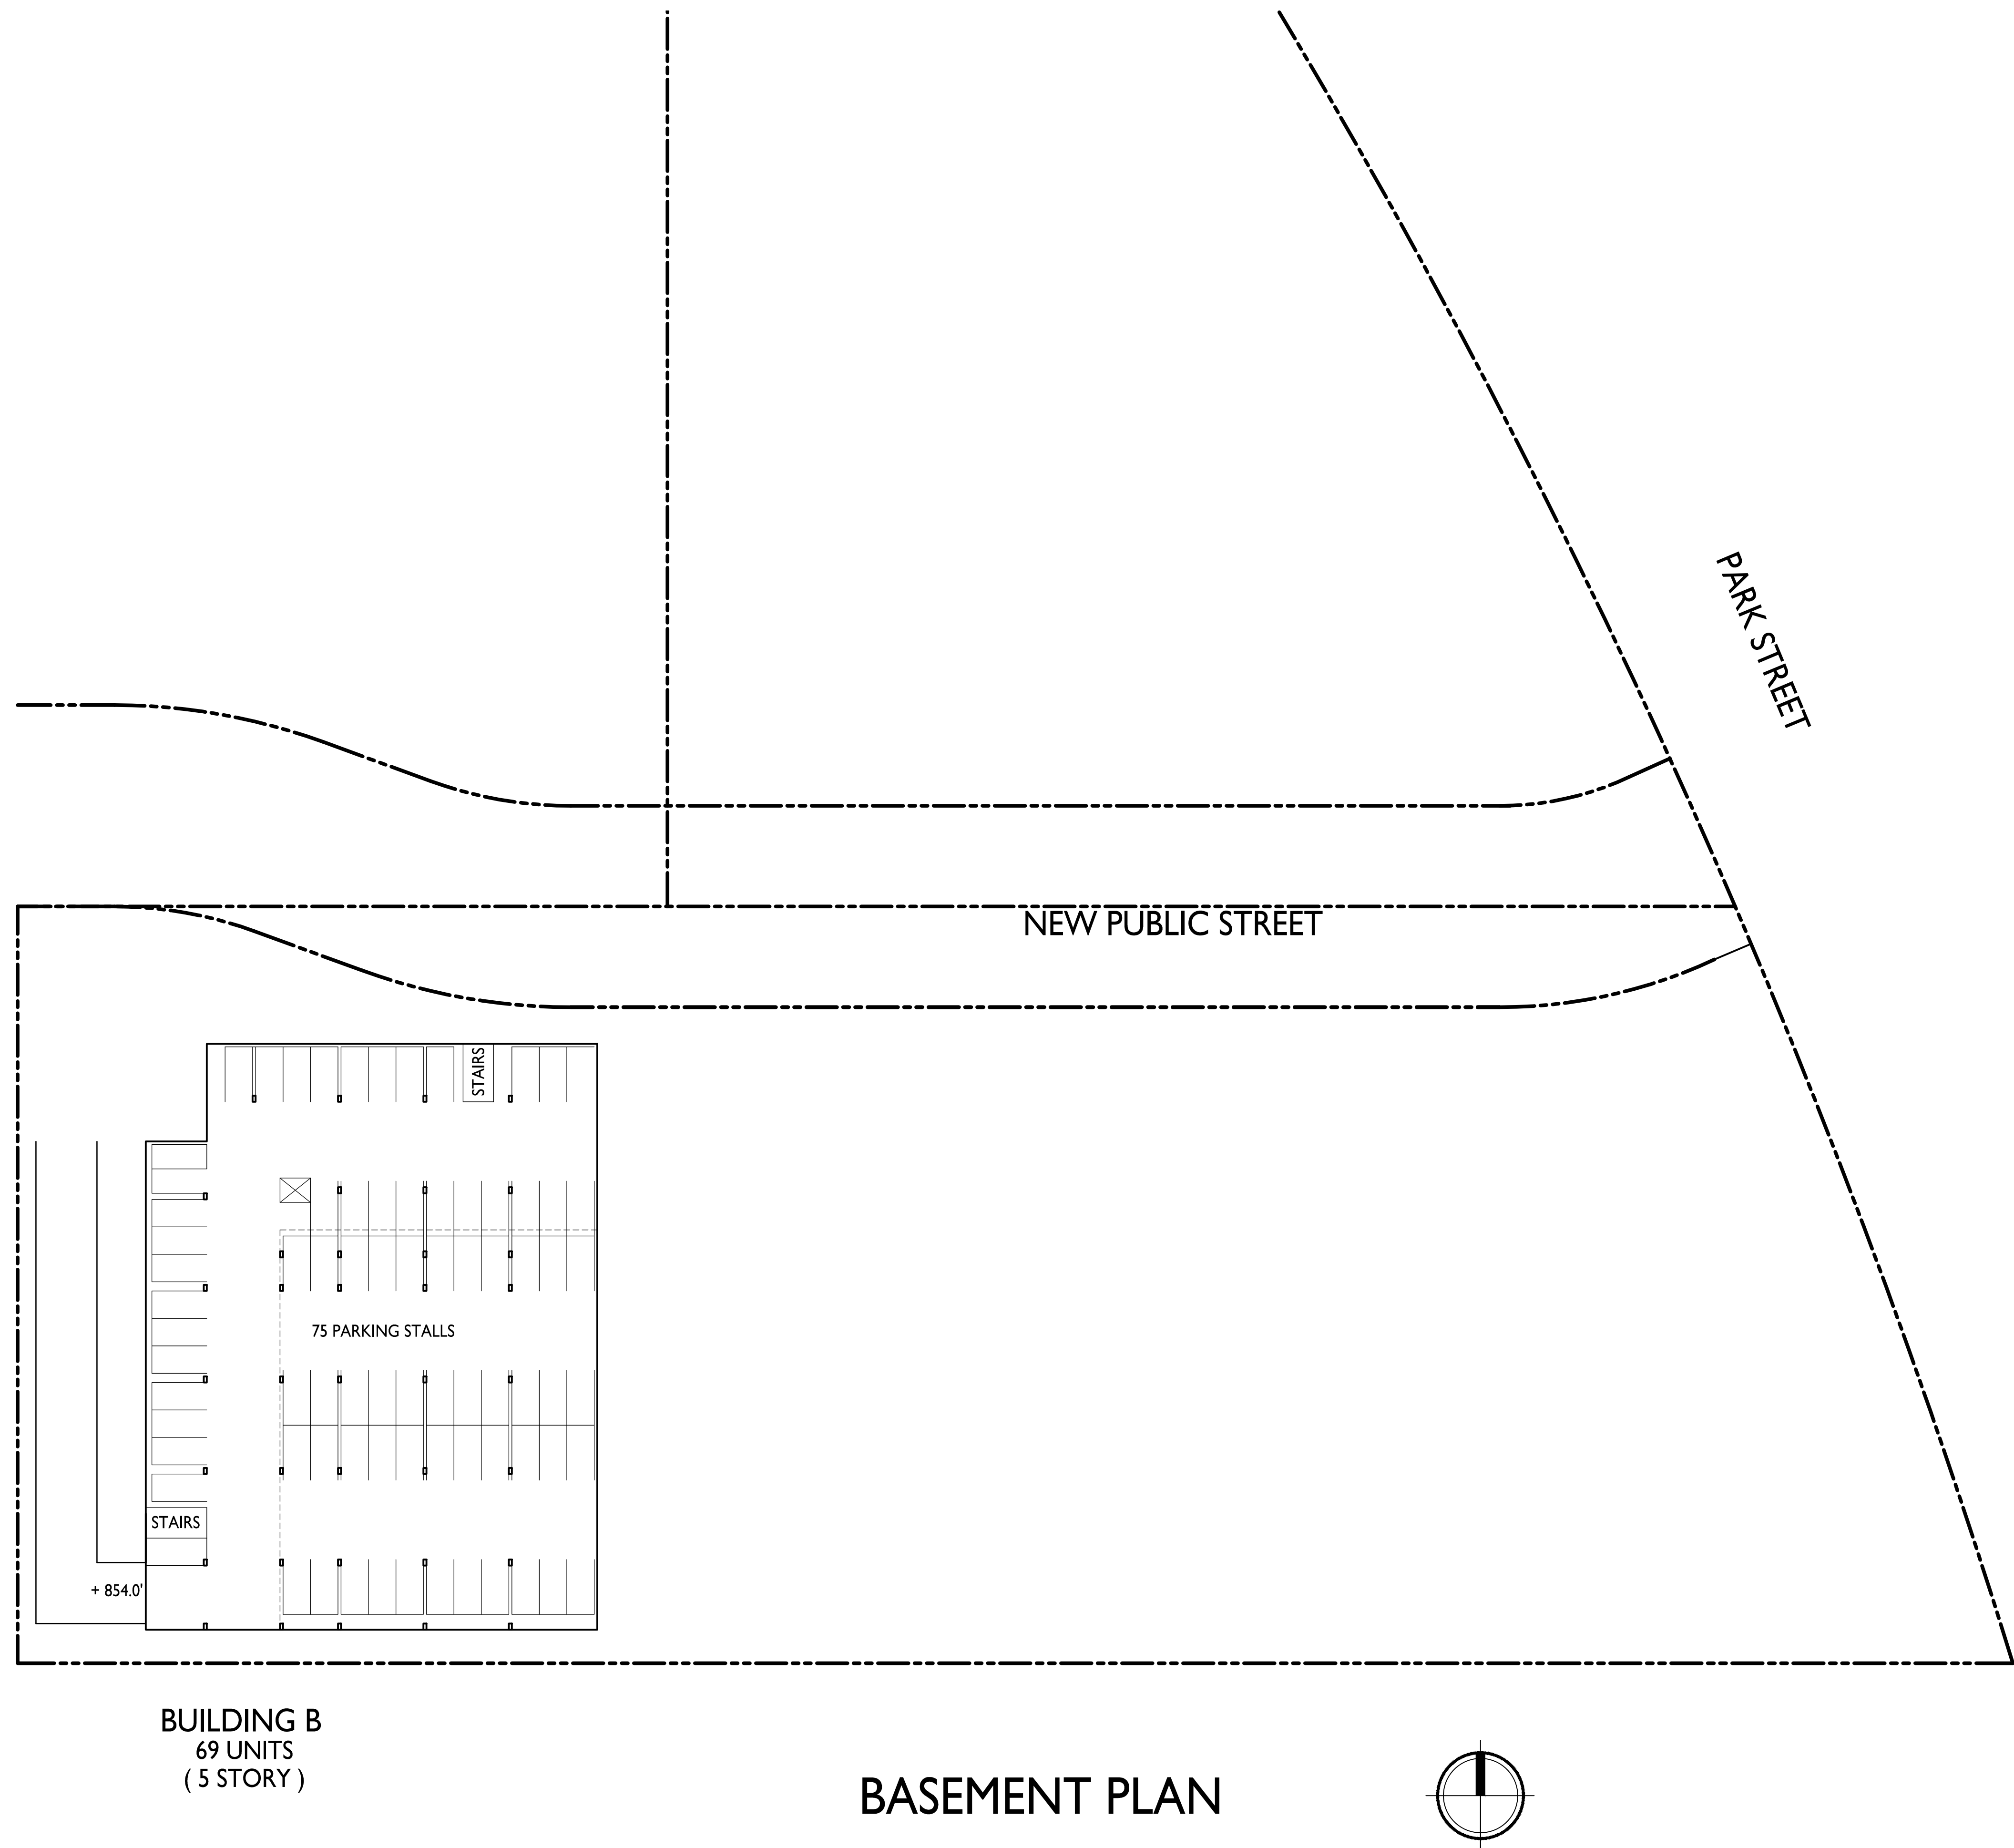 PARK STREET
NEW PUBLIC STREET
STAIRS
75 PARKING STALLS
STAIRS
+ 854.0'
BUILDING B
69 UNITS
( 5 STORY )
BASEMENT PLAN